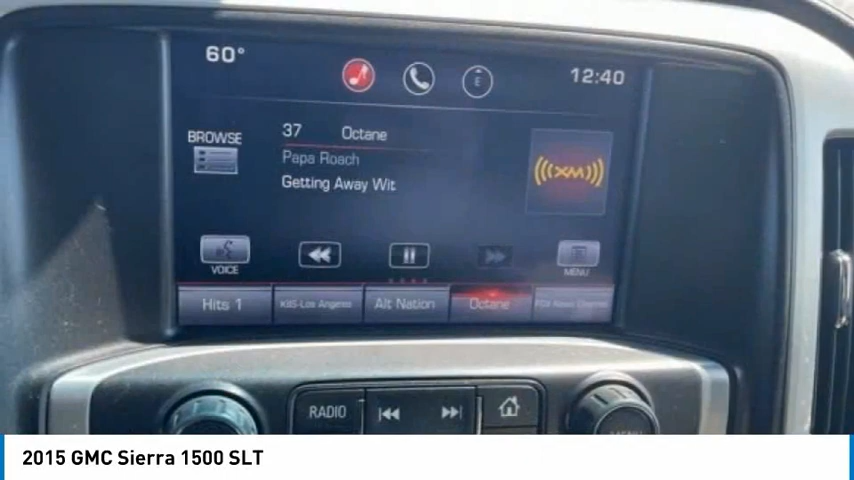 60°
E
12:40
BROWSE
37 Octane
Papa Roach
Getting Away Wit
((((XM))))
VOICE
MENU
Hits 1
Alt Nation
Octane
RADIO
2015 GMC Sierra 1500 SLT